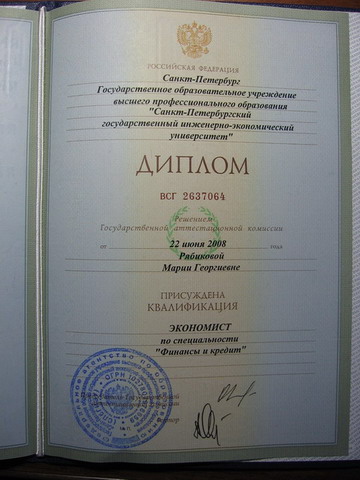 РОССИЙСКАЯ ФЕДЕРАЦИЯ
Санкт-Петербург
Государственное образовательное учреждение
высшего профессионального образования
"Санкт-Петербургский
государственный инженерно-экономический
университет"
ДИПЛОМ
ВСГ 2637064
Решением
Государственной аттестационной комиссии
от 22 июня 2008 года
Рябиковой
Марии Георгиевне
ПРИСУЖДЕНА
КВАЛИФИКАЦИЯ
ЭКОНОМИСТ
по специальности
"Финансы и кредит"